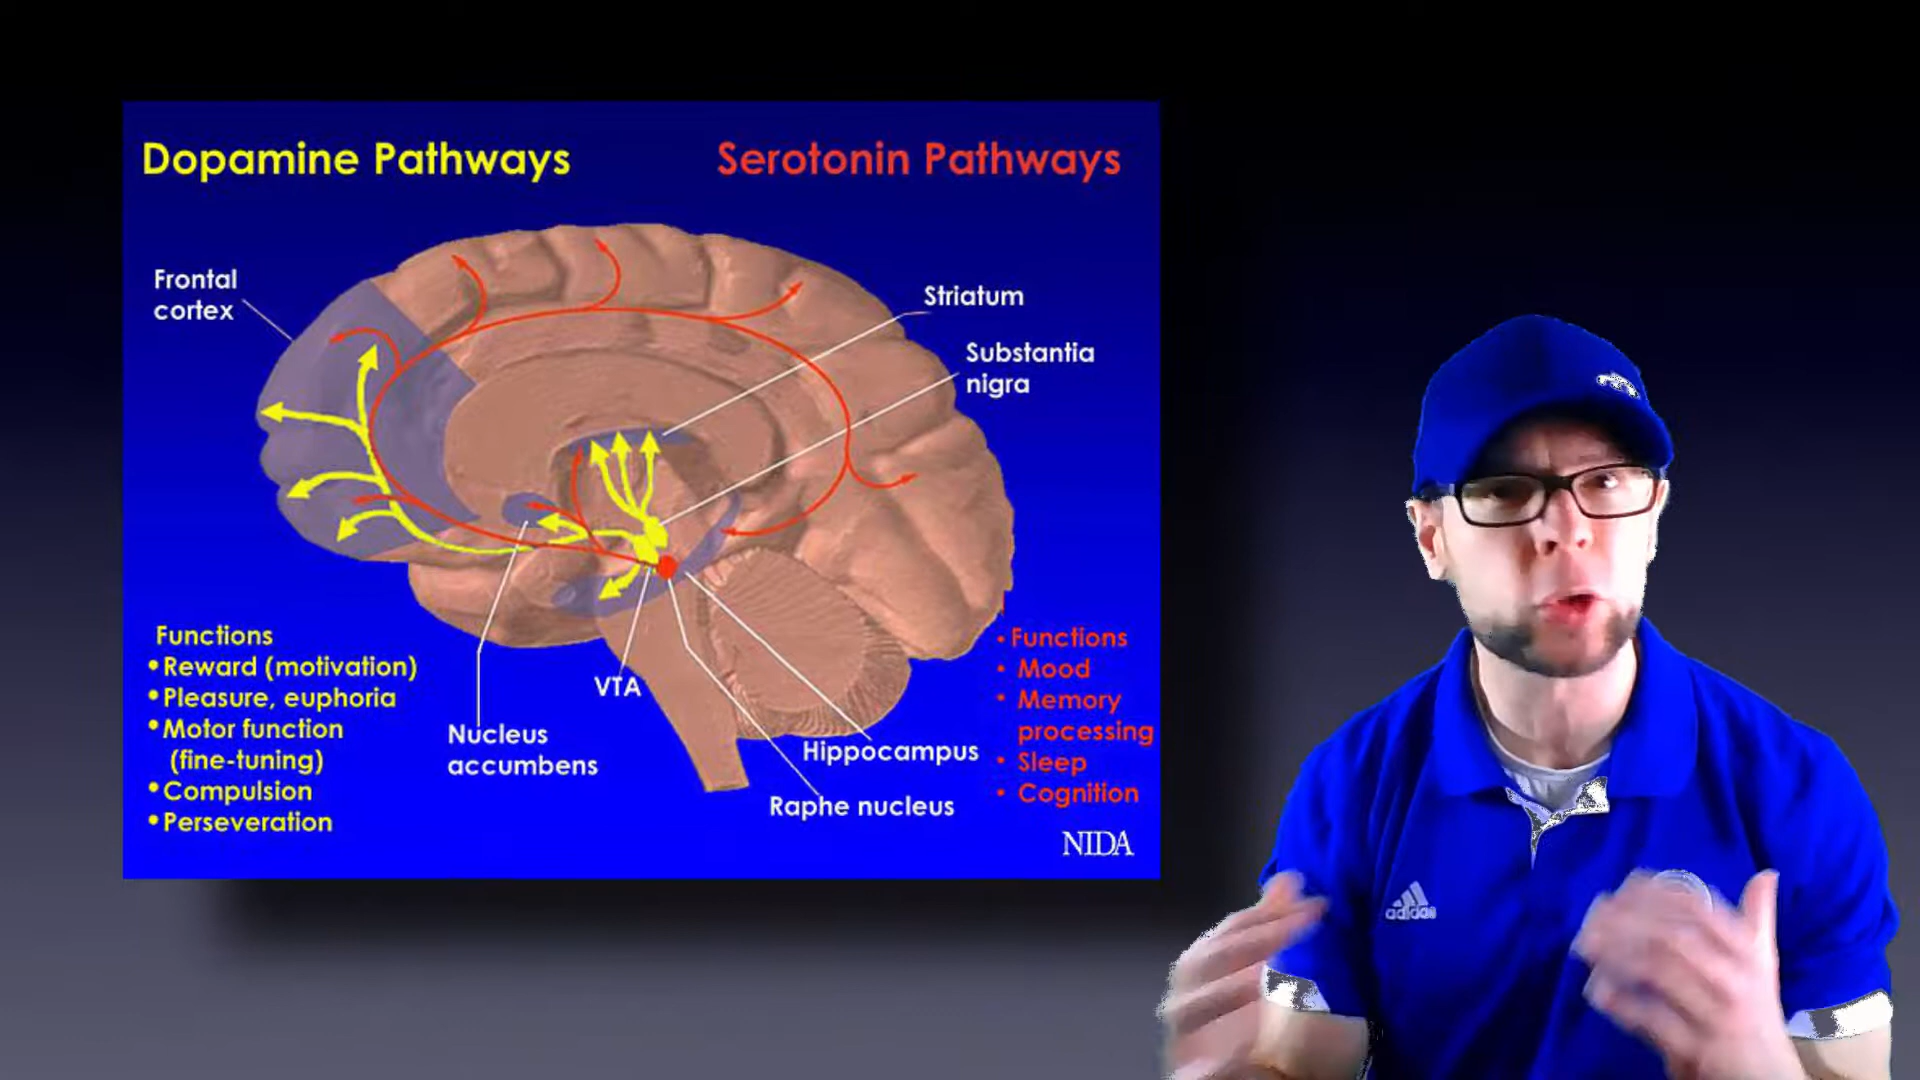 Dopamine Pathways
Serotonin Pathways
Frontal
cortex
Striatum
Substantia
nigra
Functions
•Reward (motivation)
•Pleasure, euphoria
•Motor function
(fine-tuning)
•Compulsion
•Perseveration
Nucleus
accumbens
VTA
Hippocampus
Raphe nucleus
• Functions
• Mood
• Memory
processing
• Sleep
• Cognition
NIDA
adidas